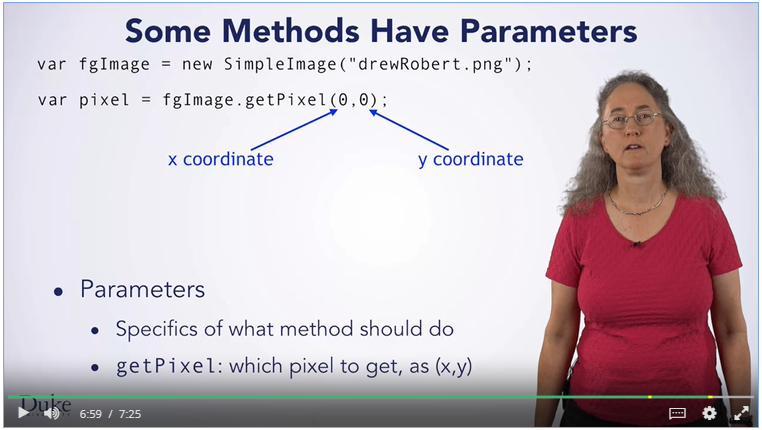 Some Methods Have Parameters
var fgImage = new SimpleImage("drewRobert.png");
var pixel = fgImage.getPixel(0,0);
x coordinate
y coordinate
• Parameters
• Specifics of what method should do
• getPixel: which pixel to get, as (x,y)
Duke
6:59 / 7:25